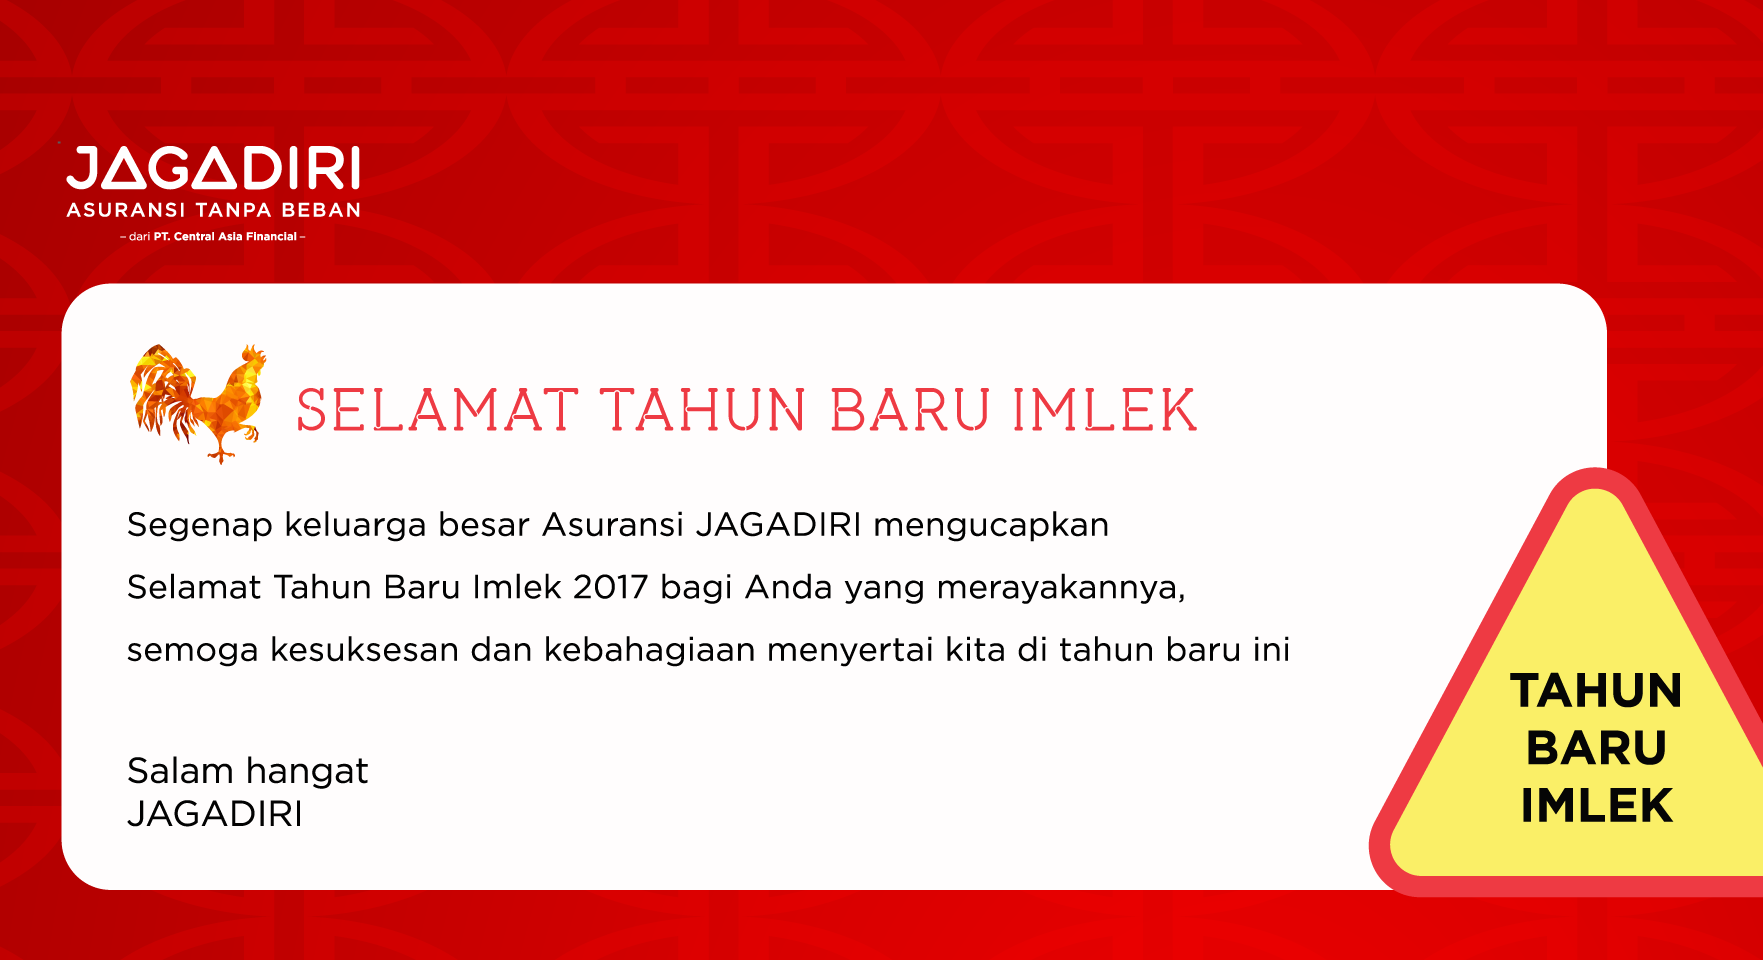 JAGADIRI
ASURANSI TANPA BEBAN
– dari PT. Central Asia Financial –
SELAMAT TAHUN BARU IMLEK
Segenap keluarga besar Asuransi JAGADIRI mengucapkan
Selamat Tahun Baru Imlek 2017 bagi Anda yang merayakannya,
semoga kesuksesan dan kebahagiaan menyertai kita di tahun baru ini
Salam hangat
JAGADIRI
TAHUN
BARU
IMLEK